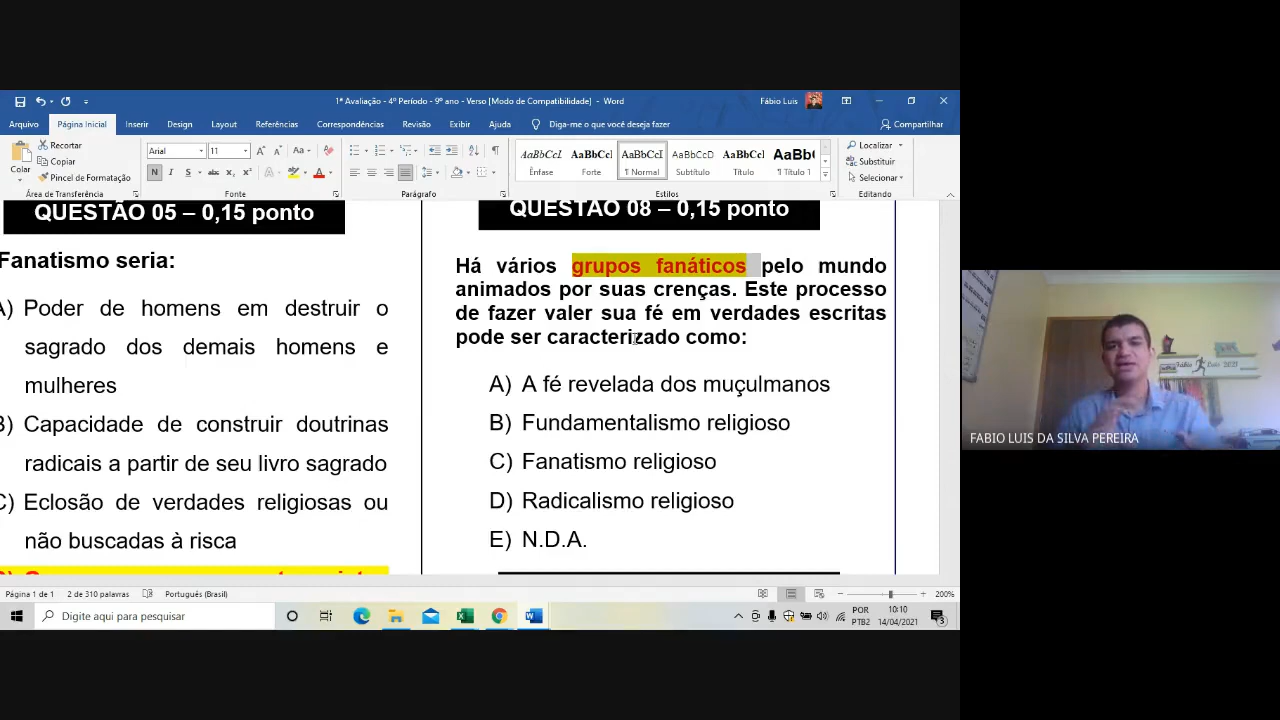 1ª Avaliação - 4º Período - 9º ano - Verso [Modo de Compatibilidade] - Word
Fábio Luis
Arquivo Página Inicial Inserir Design Layout Referências Correspondências Revisão Exibir Ajuda Diga-me o que você deseja fazer Compartilhar
Colar
Recortar
Copiar
Pincel de Formatação
Área de Transferência
Arial 11
Fonte
Parágrafo
AaBbCcI AaBbCcl AaBbCcI AaBbCcD AaBbCcl AaBb(
Ênfase Forte ¶ Normal Subtítulo Título ¶ Título 1
Estilos
Localizar
Substituir
Selecionar
Editando
QUESTÃO 05 – 0,15 ponto
Fanatismo seria:
A) Poder de homens em destruir o
sagrado dos demais homens e
mulheres
B) Capacidade de construir doutrinas
radicais a partir de seu livro sagrado
C) Eclosão de verdades religiosas ou
não buscadas à risca
QUESTÃO 08 – 0,15 ponto
Há vários grupos fanáticos pelo mundo
animados por suas crenças. Este processo
de fazer valer sua fé em verdades escritas
pode ser caracterizado como:
A) A fé revelada dos muçulmanos
B) Fundamentalismo religioso
C) Fanatismo religioso
D) Radicalismo religioso
E) N.D.A.
FABIO LUIS DA SILVA PEREIRA
Página 1 de 1 2 de 310 palavras Português (Brasil) 200%
Digite aqui para pesquisar
POR
PTB2
10:10
14/04/2021